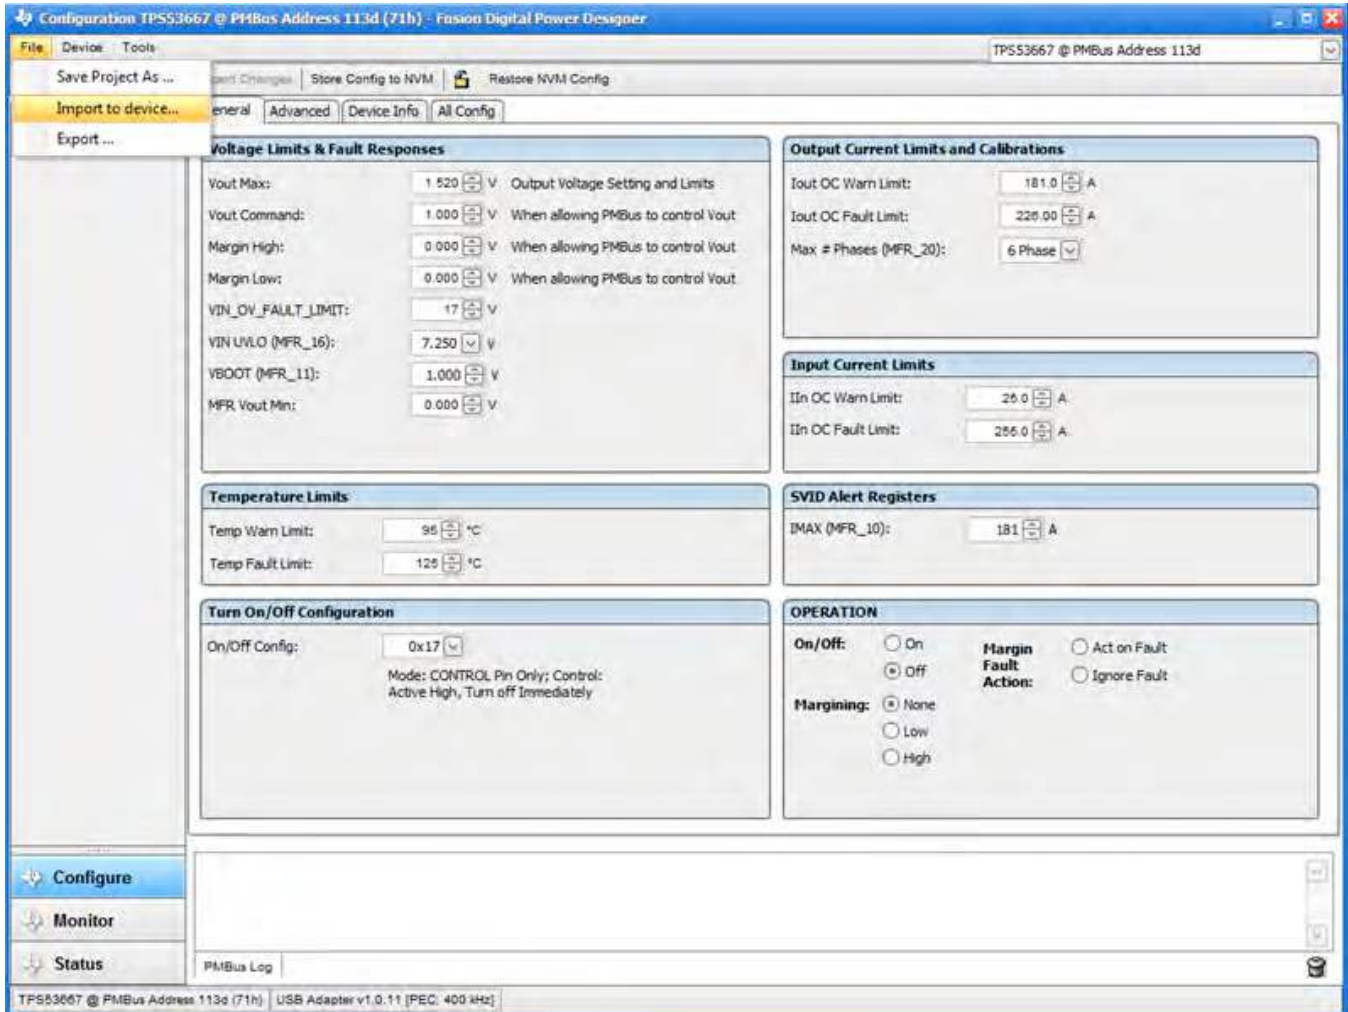 Configuration TPS53667 @ PMBus Address 113d (71h) - Fusion Digital Power Designer
File Device Tools
TPS53667 @ PMBus Address 113d
Save Project As ...
Import to device...
Export ...
Changes Store Config to NVM Restore NVM Config
eneral Advanced Device Info All Config
Voltage Limits & Fault Responses
Vout Max: 1.520 V Output Voltage Setting and Limits
Vout Command: 1.000 V When allowing PMBus to control Vout
Margin High: 0.000 V When allowing PMBus to control Vout
Margin Low: 0.000 V When allowing PMBus to control Vout
VIN_OV_FAULT_LIMIT: 17 V
VIN UVLO (MFR_16): 7.250 V
VBOOT (MFR_11): 1.000 V
MFR Vout Min: 0.000 V
Output Current Limits and Calibrations
Iout OC Warn Limit: 181.0 A
Iout OC Fault Limit: 226.00 A
Max # Phases (MFR_20): 6 Phase
Input Current Limits
IIn OC Warn Limit: 25.0 A
IIn OC Fault Limit: 255.0 A
Temperature Limits
Temp Warn Limit: 95 °C
Temp Fault Limit: 125 °C
SVID Alert Registers
IMAX (MFR_10): 181 A
Turn On/Off Configuration
On/Off Config: 0x17
Mode: CONTROL Pin Only; Control:
Active High, Turn off Immediately
OPERATION
On/Off: On
Off
Margining: None
Low
High
Margin
Fault
Action:
Act on Fault
Ignore Fault
Configure
Monitor
Status
PMBus Log
TPS53667 @ PMBus Address 113d (71h) USB Adapter v1.0.11 [PEC; 400 kHz]